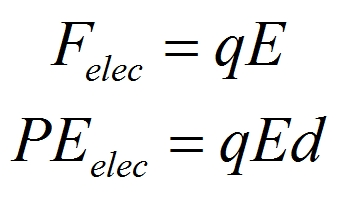 F_elec = qE
PE_elec = qEd